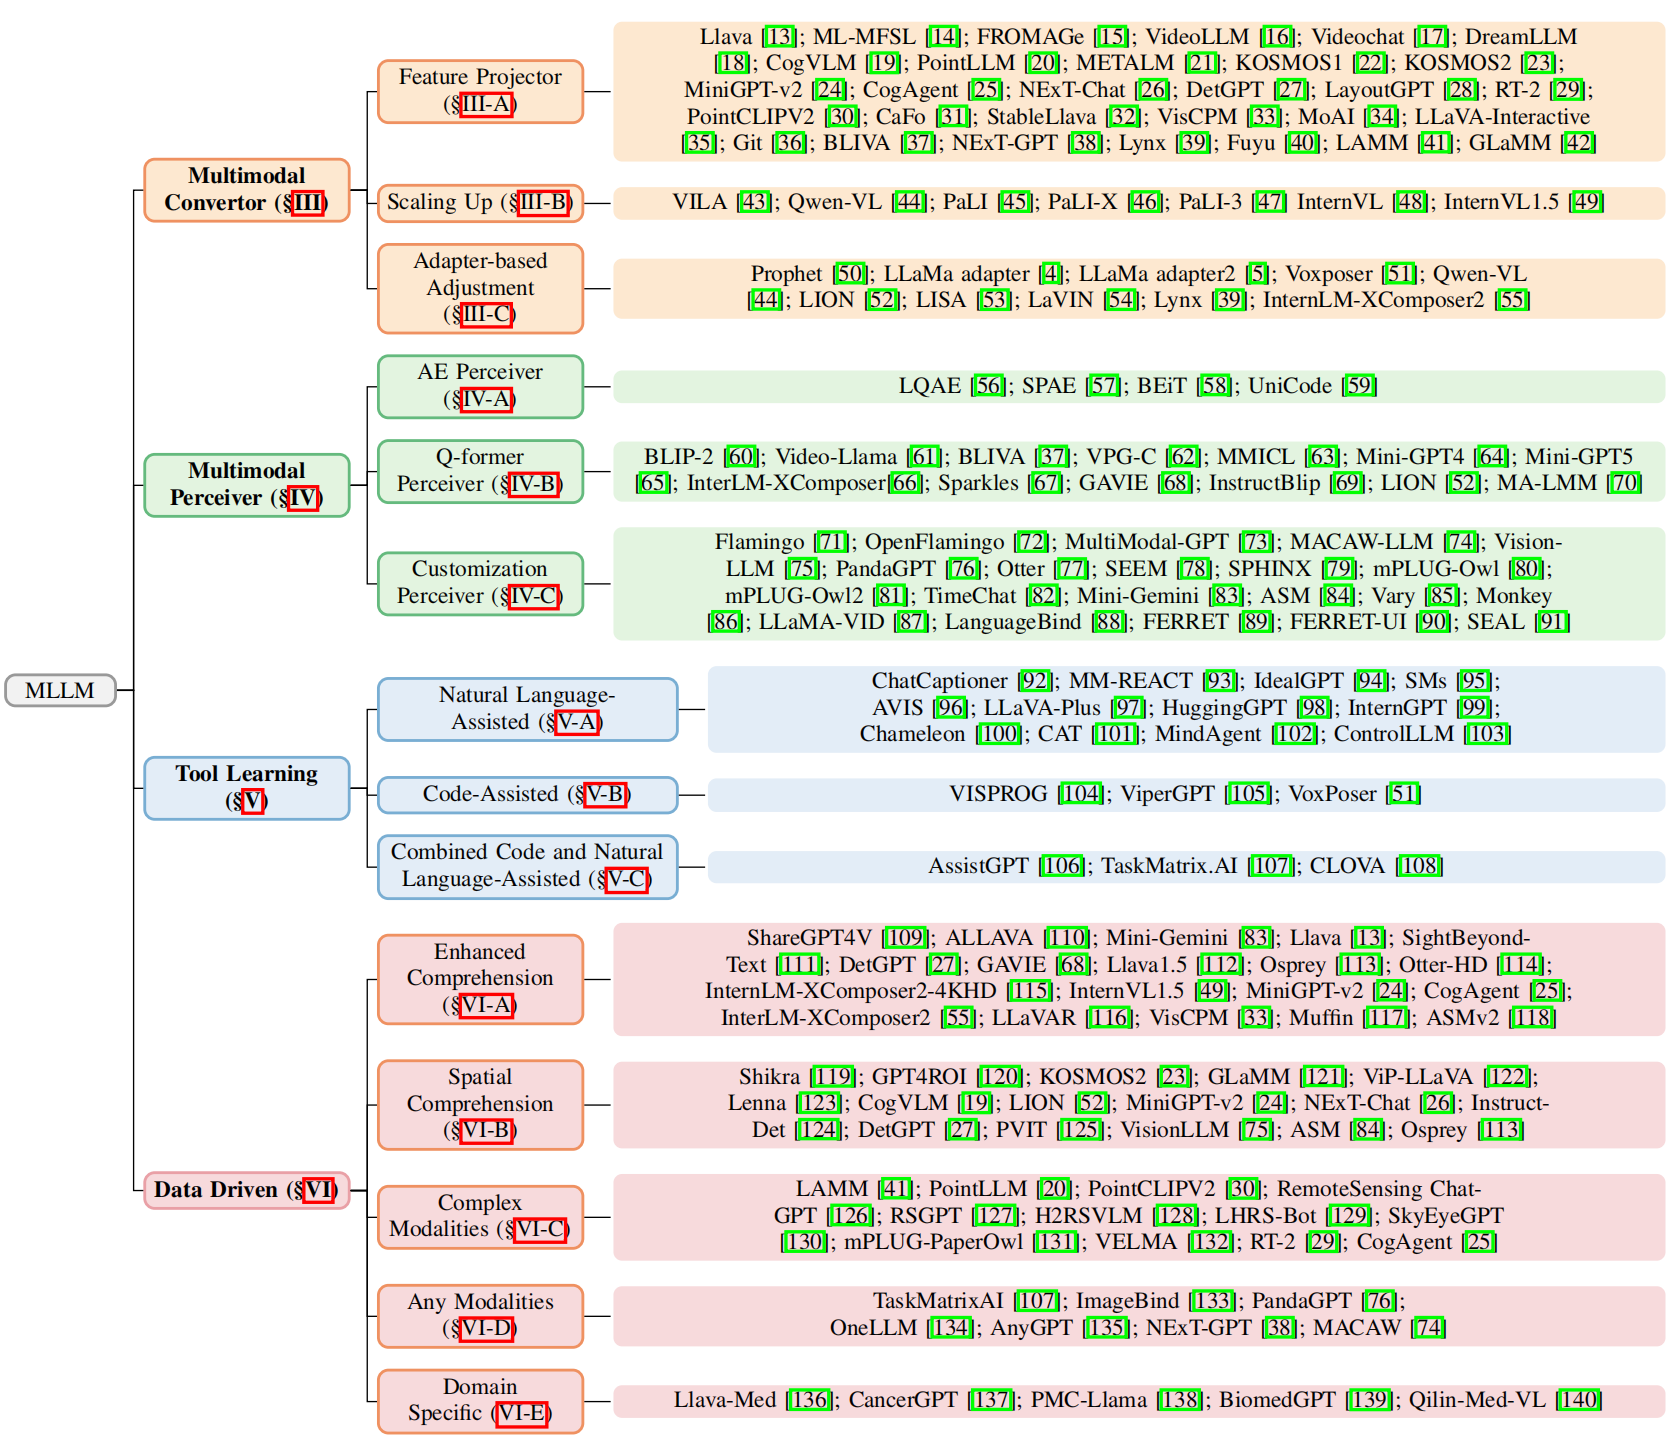 MLLM
Multimodal
Convertor (§III)
Feature Projector
(§III-A)
Llava [13]; ML-MFSL [14]; FROMAGe [15]; VideoLLM [16]; Videochat [17]; DreamLLM
[18]; CogVLM [19]; PointLLM [20]; METALM [21]; KOSMOS1 [22]; KOSMOS2 [23];
MiniGPT-v2 [24]; CogAgent [25]; NExT-Chat [26]; DetGPT [27]; LayoutGPT [28]; RT-2 [29];
PointCLIPV2 [30]; CaFo [31]; StableLlava [32]; VisCPM [33]; MoAI [34]; LLaVA-Interactive
[35]; Git [36]; BLIVA [37]; NExT-GPT [38]; Lynx [39]; Fuyu [40]; LAMM [41]; GLaMM [42]
Scaling Up (§III-B)
VILA [43]; Qwen-VL [44]; PaLI [45]; PaLI-X [46]; PaLI-3 [47] InternVL [48]; InternVL1.5 [49]
Adapter-based
Adjustment
(§III-C)
Prophet [50]; LLaMa adapter [4]; LLaMa adapter2 [5]; Voxposer [51]; Qwen-VL
[44]; LION [52]; LISA [53]; LaVIN [54]; Lynx [39]; InternLM-XComposer2 [55]
Multimodal
Perceiver (§IV)
AE Perceiver
(§IV-A)
LQAE [56]; SPAE [57]; BEiT [58]; UniCode [59]
Q-former
Perceiver (§IV-B)
BLIP-2 [60]; Video-Llama [61]; BLIVA [37]; VPG-C [62]; MMICL [63]; Mini-GPT4 [64]; Mini-GPT5
[65]; InterLM-XComposer[66]; Sparkles [67]; GAVIE [68]; InstructBlip [69]; LION [52]; MA-LMM [70]
Customization
Perceiver (§IV-C)
Flamingo [71]; OpenFlamingo [72]; MultiModal-GPT [73]; MACAW-LLM [74]; Vision-
LLM [75]; PandaGPT [76]; Otter [77]; SEEM [78]; SPHINX [79]; mPLUG-Owl [80];
mPLUG-Owl2 [81]; TimeChat [82]; Mini-Gemini [83]; ASM [84]; Vary [85]; Monkey
[86]; LLaMA-VID [87]; LanguageBind [88]; FERRET [89]; FERRET-UI [90]; SEAL [91]
Tool Learning
(§V)
Natural Language-
Assisted (§V-A)
ChatCaptioner [92]; MM-REACT [93]; IdealGPT [94]; SMs [95];
AVIS [96]; LLaVA-Plus [97]; HuggingGPT [98]; InternGPT [99];
Chameleon [100]; CAT [101]; MindAgent [102]; ControlLLM [103]
Code-Assisted (§V-B)
VISPROG [104]; ViperGPT [105]; VoxPoser [51]
Combined Code and Natural
Language-Assisted (§V-C)
AssistGPT [106]; TaskMatrix.AI [107]; CLOVA [108]
Data Driven (§VI)
Enhanced
Comprehension
(§VI-A)
ShareGPT4V [109]; ALLAVA [110]; Mini-Gemini [83]; Llava [13]; SightBeyond-
Text [111]; DetGPT [27]; GAVIE [68]; Llava1.5 [112]; Osprey [113]; Otter-HD [114];
InternLM-XComposer2-4KHD [115]; InternVL1.5 [49]; MiniGPT-v2 [24]; CogAgent [25];
InterLM-XComposer2 [55]; LLaVAR [116]; VisCPM [33]; Muffin [117]; ASMv2 [118]
Spatial
Comprehension
(§VI-B)
Shikra [119]; GPT4ROI [120]; KOSMOS2 [23]; GLaMM [121]; ViP-LLaVA [122];
Lenna [123]; CogVLM [19]; LION [52]; MiniGPT-v2 [24]; NExT-Chat [26]; Instruct-
Det [124]; DetGPT [27]; PVIT [125]; VisionLLM [75]; ASM [84]; Osprey [113]
Complex
Modalities (§VI-C)
LAMM [41]; PointLLM [20]; PointCLIPV2 [30]; RemoteSensing Chat-
GPT [126]; RSGPT [127]; H2RSVLM [128]; LHRS-Bot [129]; SkyEyeGPT
[130]; mPLUG-PaperOwl [131]; VELMA [132]; RT-2 [29]; CogAgent [25]
Any Modalities
(§VI-D)
TaskMatrixAI [107]; ImageBind [133]; PandaGPT [76];
OneLLM [134]; AnyGPT [135]; NExT-GPT [38]; MACAW [74]
Domain
Specific (VI-E)
Llava-Med [136]; CancerGPT [137]; PMC-Llama [138]; BiomedGPT [139]; Qilin-Med-VL [140]